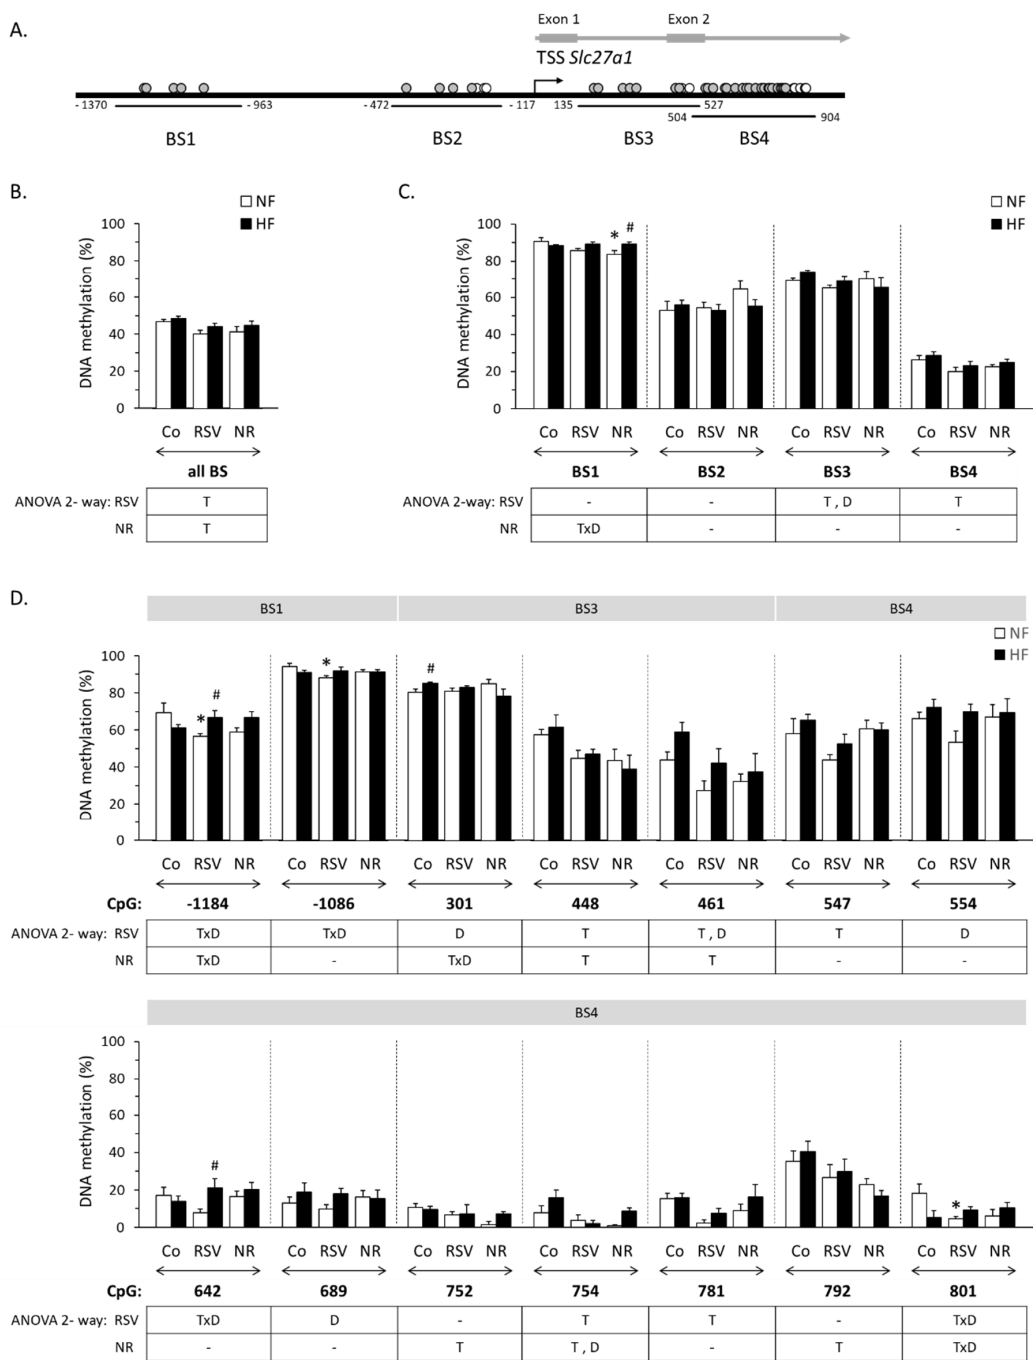 A.
Exon 1 Exon 2
TSS Slc27a1
- 1370 - 963 - 472 - 117 135 527
504 904
BS1 BS2 BS3 BS4
B.
NF
HF
DNA methylation (%)
100
80
60
40
20
0
Co RSV NR
all BS
ANOVA 2- way: RSV T
NR T
C.
NF
HF
DNA methylation (%)
100
80
60
40
20
0
* #
Co RSV NR Co RSV NR Co RSV NR Co RSV NR
BS1 BS2 BS3 BS4
ANOVA 2-way: RSV - - T , D T
NR TxD - - -
D.
BS1 BS3 BS4
NF
HF
DNA methylation (%)
100
80
60
40
20
0
* # * #
Co RSV NR Co RSV NR Co RSV NR Co RSV NR Co RSV NR Co RSV NR Co RSV NR
CpG: -1184 -1086 301 448 461 547 554
ANOVA 2- way: RSV TxD TxD D T T , D T D
NR TxD - TxD T T - -
BS4
DNA methylation (%)
100
80
60
40
20
0
# *
Co RSV NR Co RSV NR Co RSV NR Co RSV NR Co RSV NR Co RSV NR Co RSV NR
CpG: 642 689 752 754 781 792 801
ANOVA 2- way: RSV TxD D - T T - TxD
NR - - T T , D - T TxD